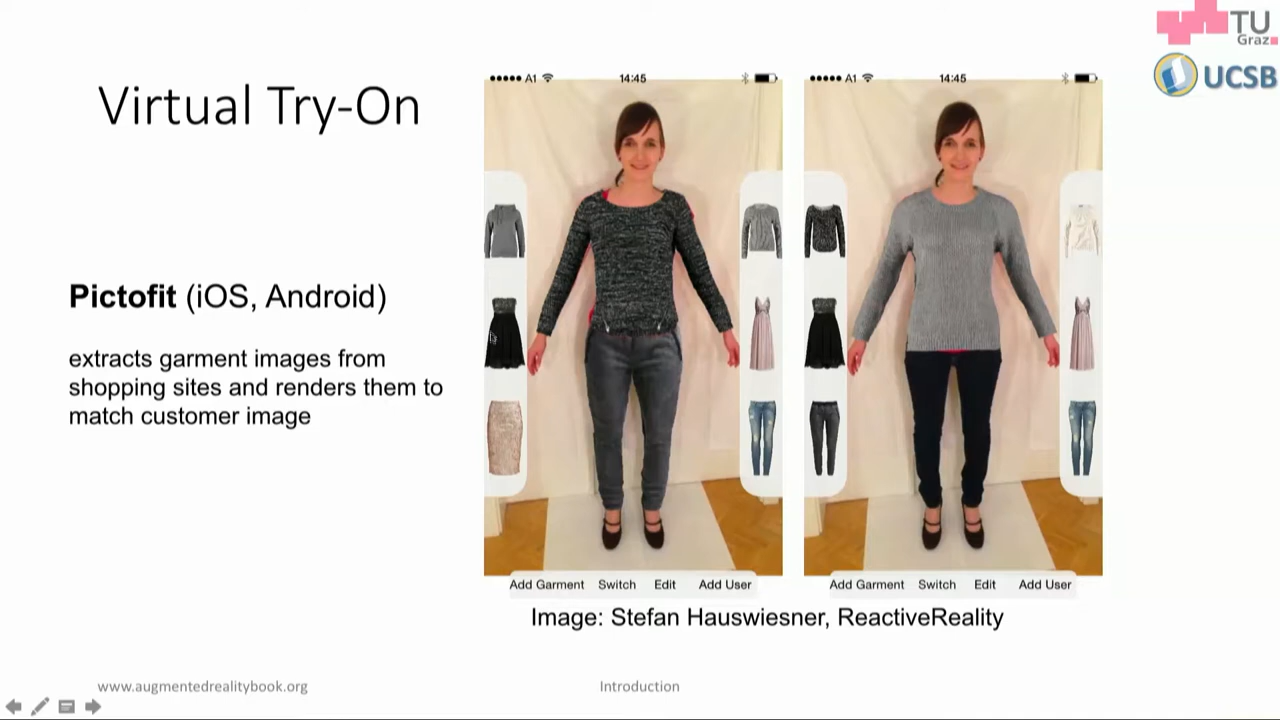 TU
Graz
UCSB
Virtual Try-On
A1 14:45
A1 14:45
Pictofit (iOS, Android)
extracts garment images from
shopping sites and renders them to
match customer image
Add Garment Switch Edit Add User
Add Garment Switch Edit Add User
Image: Stefan Hauswiesner, ReactiveReality
www.augmentedrealitybook.org
Introduction